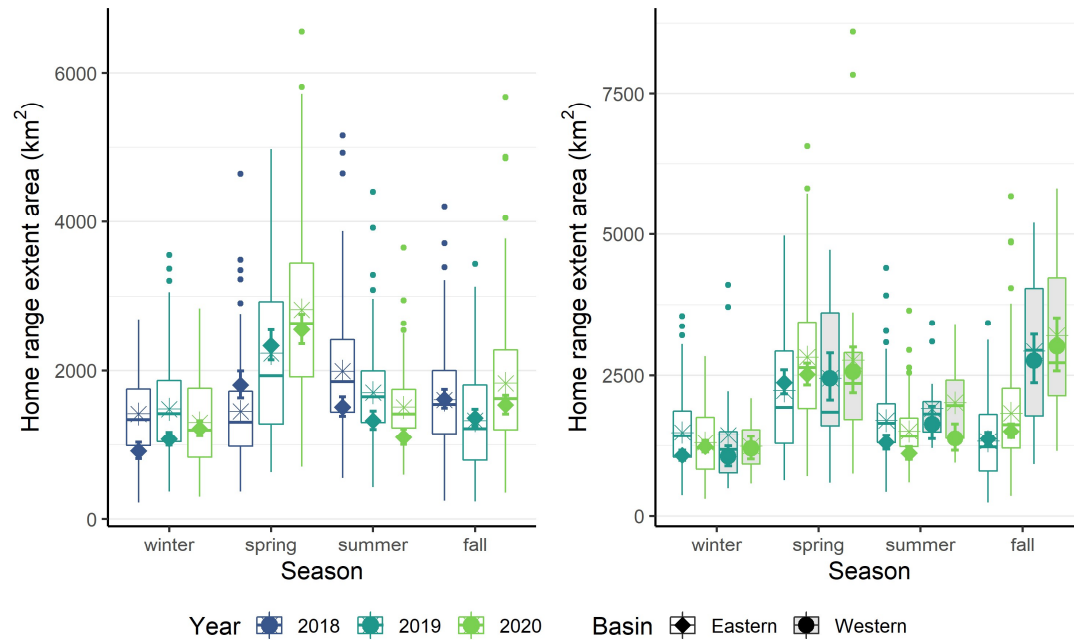 Home range extent area (km²)
6000
4000
2000
0
winter spring summer fall
Season
Home range extent area (km²)
7500
5000
2500
0
winter spring summer fall
Season
Year 2018 2019 2020 Basin Eastern Western